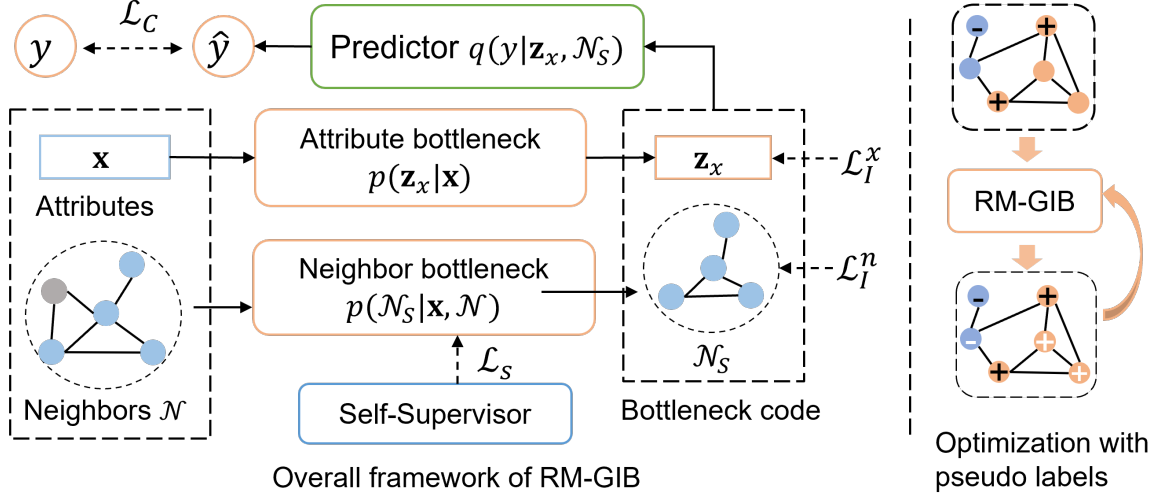 y
ℒ_C
ŷ
Predictor q(y|𝐳_x, 𝒩_S)
𝐱
Attributes
Attribute bottleneck
p(𝐳_x|𝐱)
𝐳_x
ℒ_I^x
Neighbor bottleneck
p(𝒩_S|𝐱, 𝒩)
ℒ_I^n
𝒩_S
Neighbors 𝒩
ℒ_s
Self-Supervisor
Bottleneck code
Overall framework of RM-GIB
-
+
+
RM-GIB
-
+
-
+
+
+
Optimization with
pseudo labels